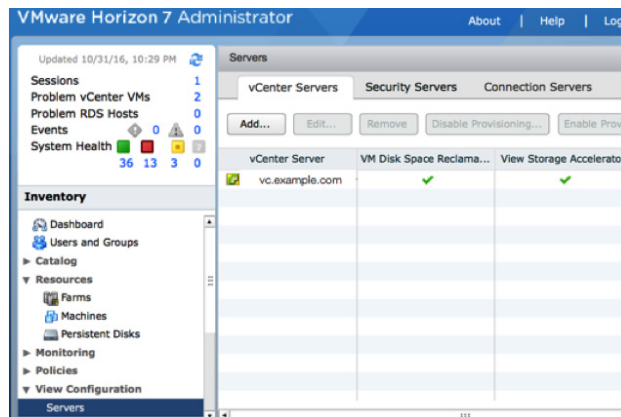 VMware Horizon 7 Administrator
About | Help | Log
Updated 10/31/16, 10:29 PM
Servers
Sessions 1
Problem vCenter VMs 2
Problem RDS Hosts 0
Events 0 0
System Health
36 13 3 0
vCenter Servers Security Servers Connection Servers
Add... Edit... Remove Disable Provisioning... Enable Prov
vCenter Server VM Disk Space Reclama... View Storage Accelerato
vc.example.com
Inventory
Dashboard
Users and Groups
Catalog
Resources
Farms
Machines
Persistent Disks
Monitoring
Policies
View Configuration
Servers